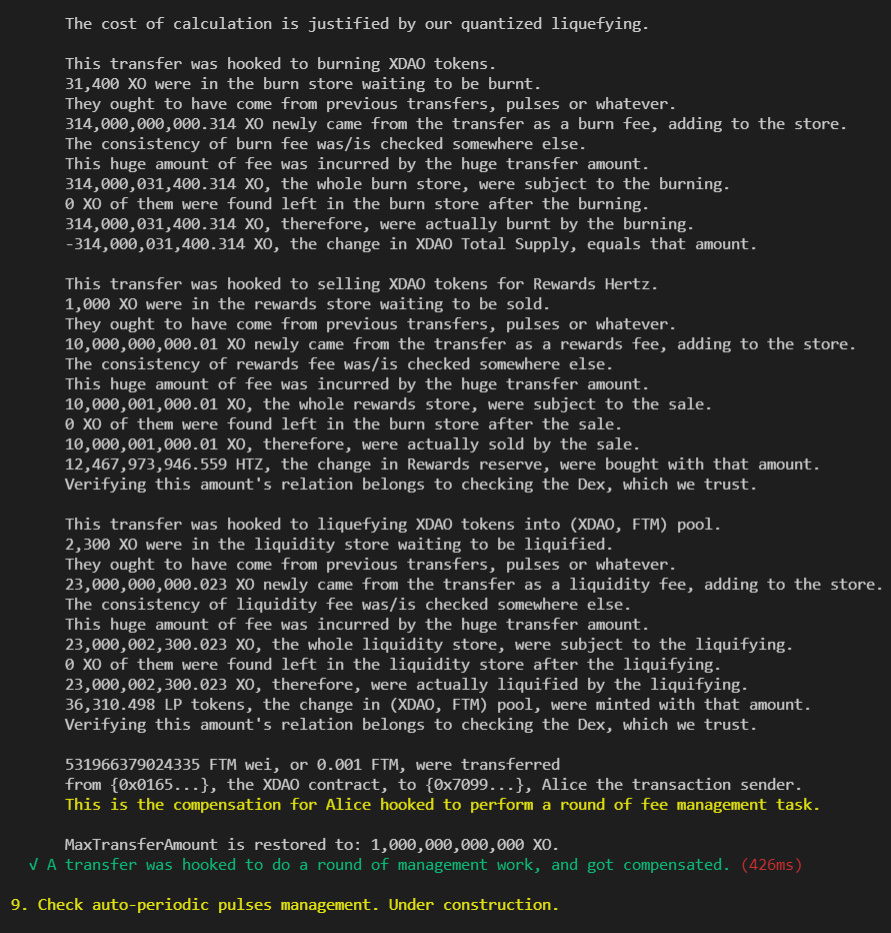 The cost of calculation is justified by our quantized liquefying.
This transfer was hooked to burning XDAO tokens.
31,400 XO were in the burn store waiting to be burnt.
They ought to have come from previous transfers, pulses or whatever.
314,000,000,000.314 XO newly came from the transfer as a burn fee, adding to the store.
The consistency of burn fee was/is checked somewhere else.
This huge amount of fee was incurred by the huge transfer amount.
314,000,031,400.314 XO, the whole burn store, were subject to the burning.
0 XO of them were found left in the burn store after the burning.
314,000,031,400.314 XO, therefore, were actually burnt by the burning.
-314,000,031,400.314 XO, the change in XDAO Total Supply, equals that amount.
This transfer was hooked to selling XDAO tokens for Rewards Hertz.
1,000 XO were in the rewards store waiting to be sold.
They ought to have come from previous transfers, pulses or whatever.
10,000,000,000.01 XO newly came from the transfer as a rewards fee, adding to the store.
The consistency of rewards fee was/is checked somewhere else.
This huge amount of fee was incurred by the huge transfer amount.
10,000,001,000.01 XO, the whole rewards store, were subject to the sale.
0 XO of them were found left in the burn store after the sale.
10,000,001,000.01 XO, therefore, were actually sold by the sale.
12,467,973,946.559 HTZ, the change in Rewards reserve, were bought with that amount.
Verifying this amount's relation belongs to checking the Dex, which we trust.
This transfer was hooked to liquefying XDAO tokens into (XDAO, FTM) pool.
2,300 XO were in the liquidity store waiting to be liquified.
They ought to have come from previous transfers, pulses or whatever.
23,000,000,000.023 XO newly came from the transfer as a liquidity fee, adding to the store.
The consistency of liquidity fee was/is checked somewhere else.
This huge amount of fee was incurred by the huge transfer amount.
23,000,002,300.023 XO, the whole liquidity store, were subject to the liquifying.
0 XO of them were found left in the liquidity store after the liquifying.
23,000,002,300.023 XO, therefore, were actually liquified by the liquifying.
36,310.498 LP tokens, the change in (XDAO, FTM) pool, were minted with that amount.
Verifying this amount's relation belongs to checking the Dex, which we trust.
531966379024335 FTM wei, or 0.001 FTM, were transferred
from {0x0165...}, the XDAO contract, to {0x7099...}, Alice the transaction sender.
This is the compensation for Alice hooked to perform a round of fee management task.
MaxTransferAmount is restored to: 1,000,000,000,000 XO.
√ A transfer was hooked to do a round of management work, and got compensated. (426ms)
9. Check auto-periodic pulses management. Under construction.